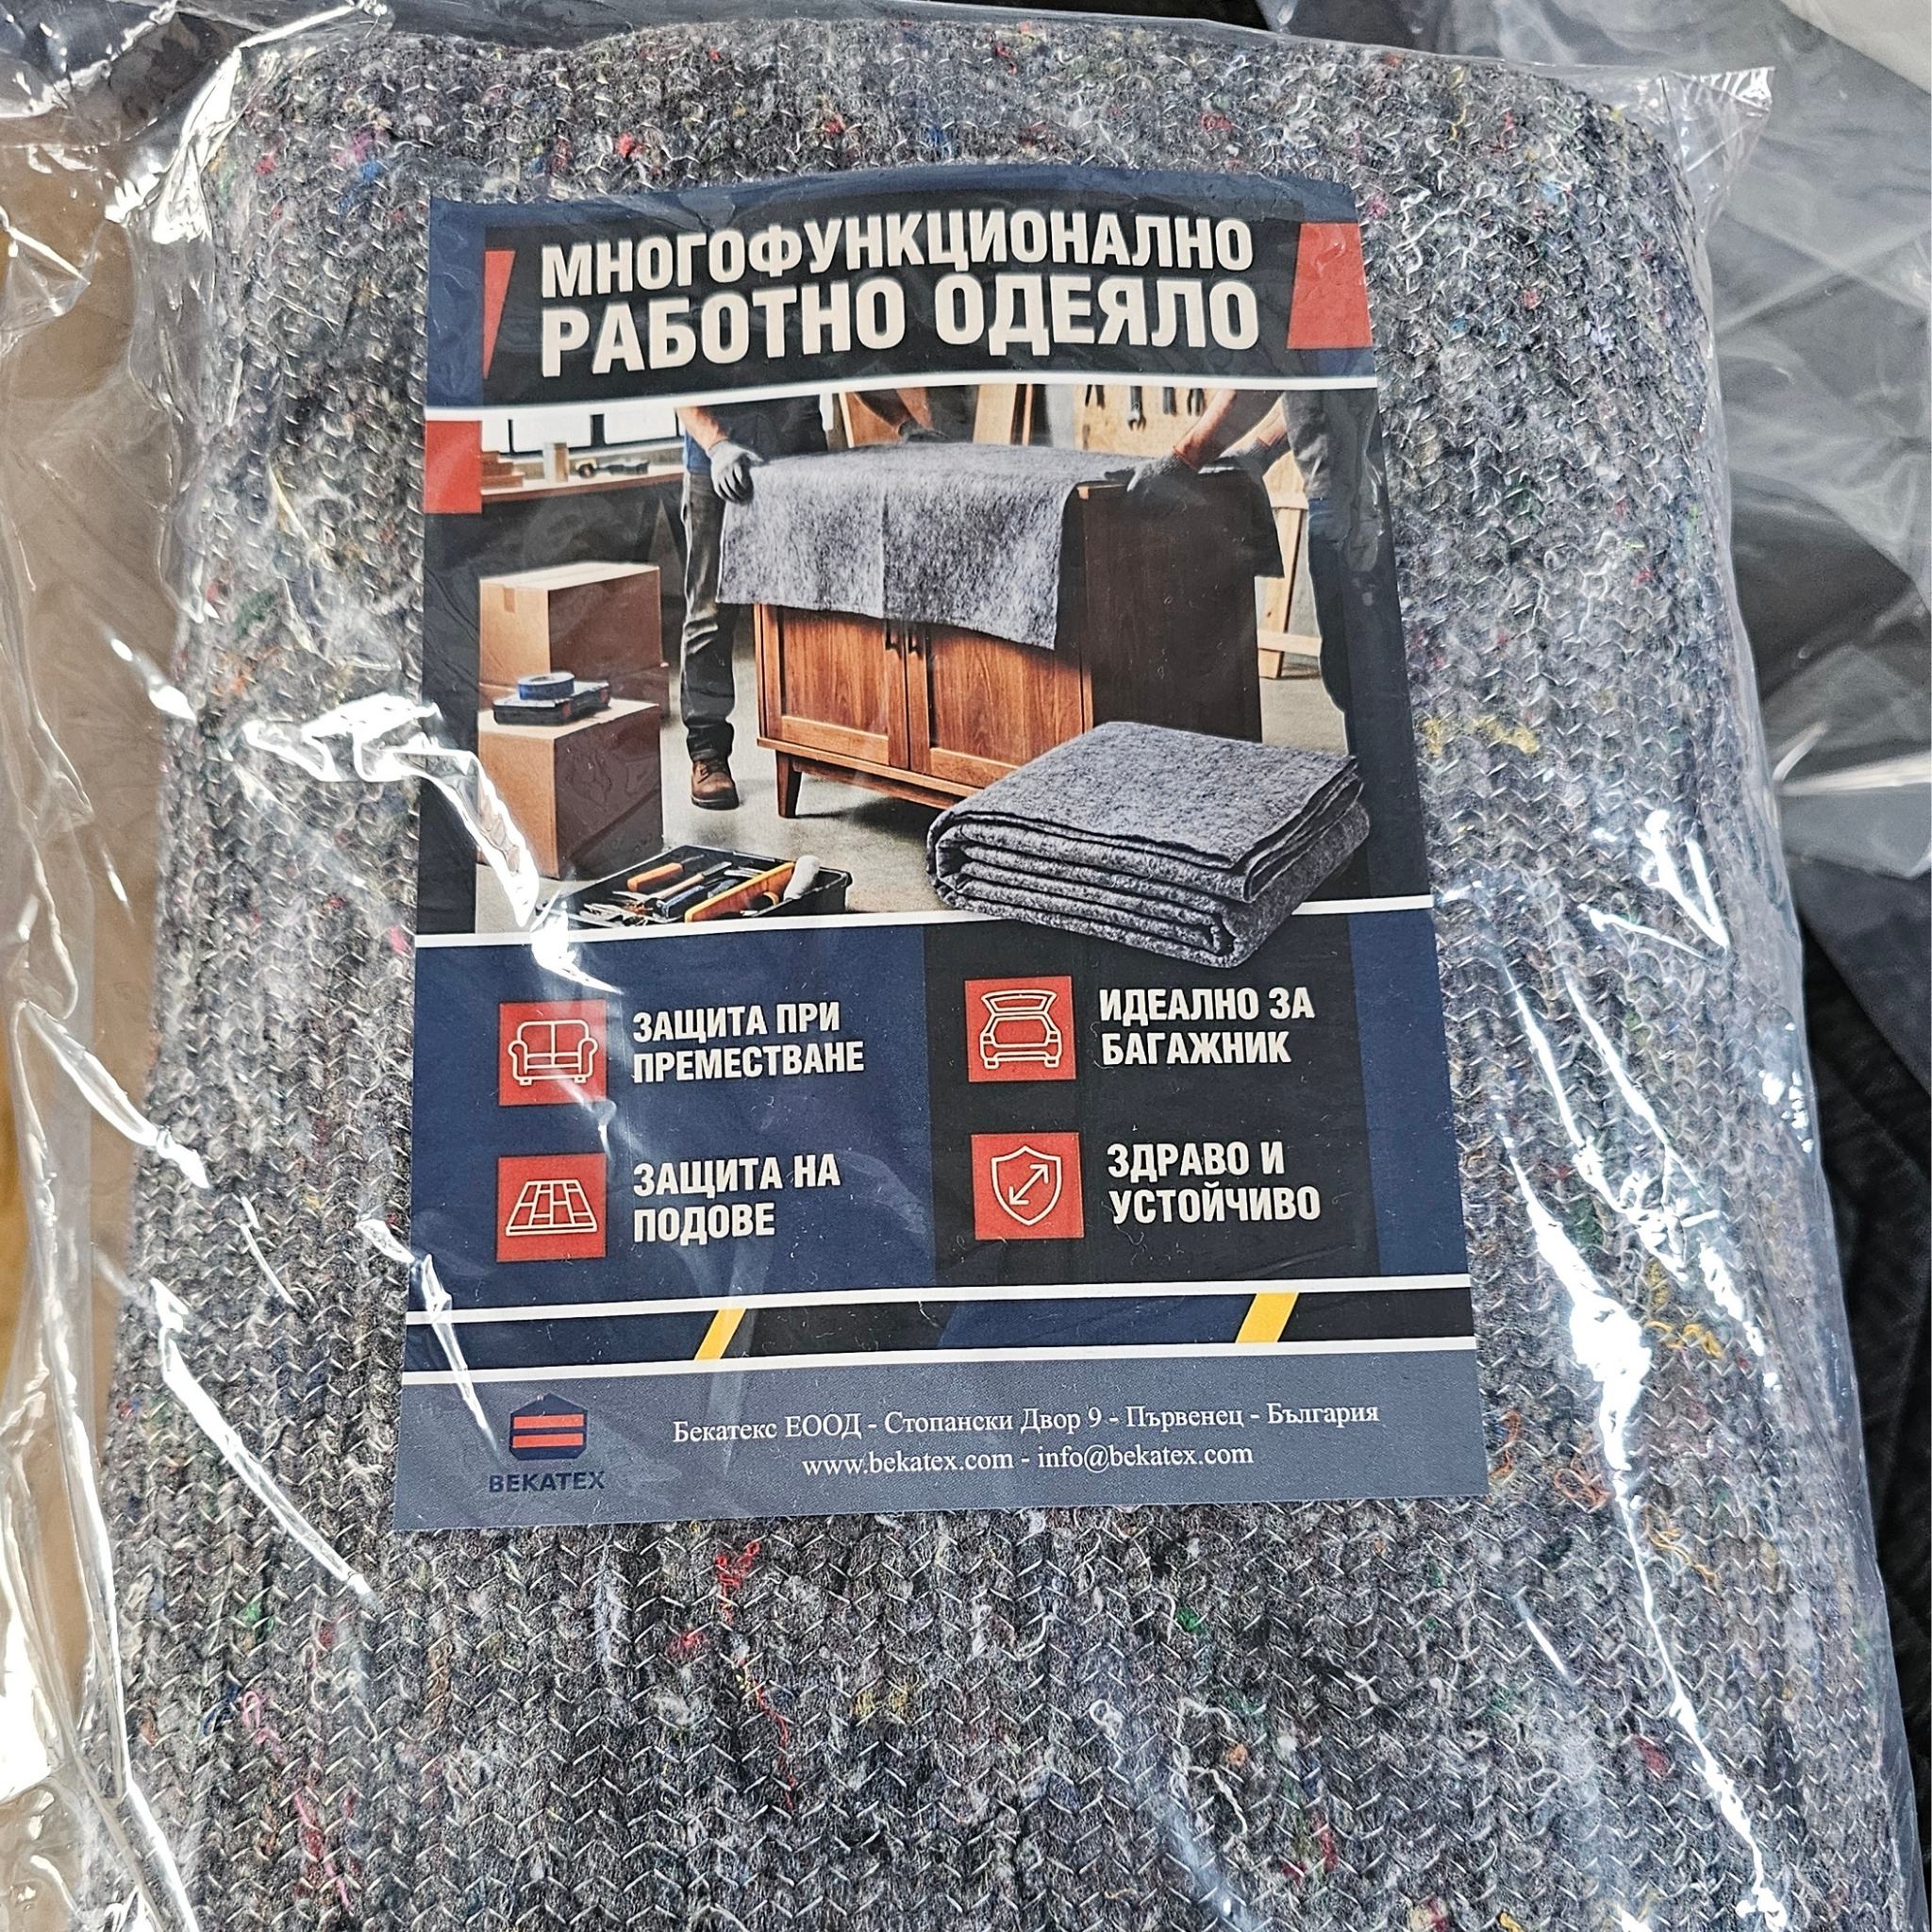 МНОГОФУНКЦИОНАЛНО
РАБОТНО ОДЕЯЛО
ЗАЩИТА ПРИ
ПРЕМЕСТВАНЕ
ИДЕАЛНО ЗА
БАГАЖНИК
ЗАЩИТА НА
ПОДОВЕ
ЗДРАВО И
УСТОЙЧИВО
BEKATEX
Бекатекс ЕООД - Стопански Двор 9 - Първенец - България
www.bekatex.com - info@bekatex.com